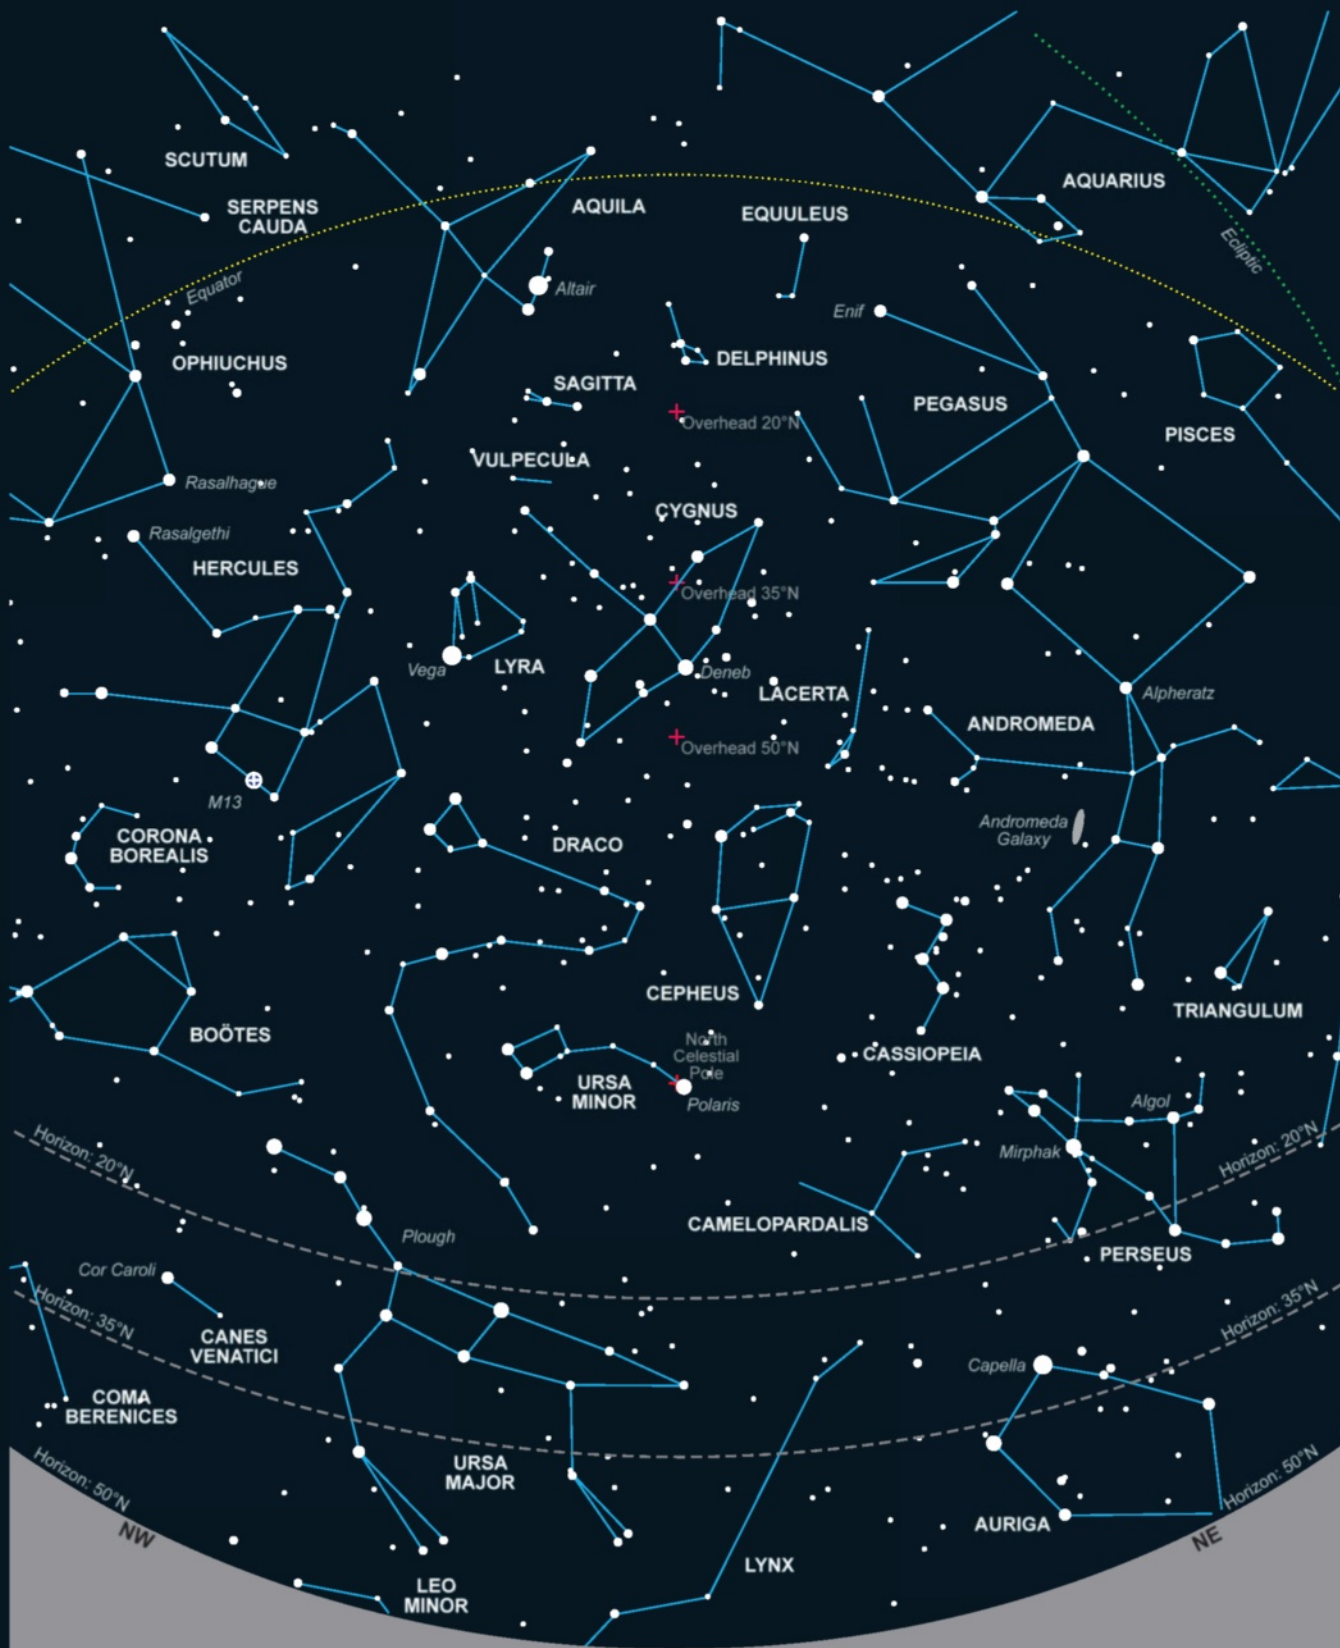 SCUTUM
SERPENS
CAUDA
AQUILA
EQUULEUS
AQUARIUS
Ecliptic
Equator
Altair
Enif
OPHIUCHUS
DELPHINUS
SAGITTA
PEGASUS
Overhead 20°N
PISCES
VULPECULA
Rasalhague
CYGNUS
Rasalgethi
HERCULES
Overhead 35°N
Vega
LYRA
Deneb
LACERTA
Alpheratz
ANDROMEDA
Overhead 50°N
M13
Andromeda
Galaxy
CORONA
BOREALIS
DRACO
CEPHEUS
TRIANGULUM
BOÖTES
North
Celestial
Pole
CASSIOPEIA
URSA
MINOR
Polaris
Algol
Horizon: 20°N
Horizon: 20°N
Mirphak
CAMELOPARDALIS
Plough
PERSEUS
Cor Caroli
Horizon: 35°N
Horizon: 35°N
CANES
VENATICI
Capella
COMA
BERENICES
URSA
MAJOR
Horizon: 50°N
Horizon: 50°N
AURIGA
NW
NE
LYNX
LEO
MINOR